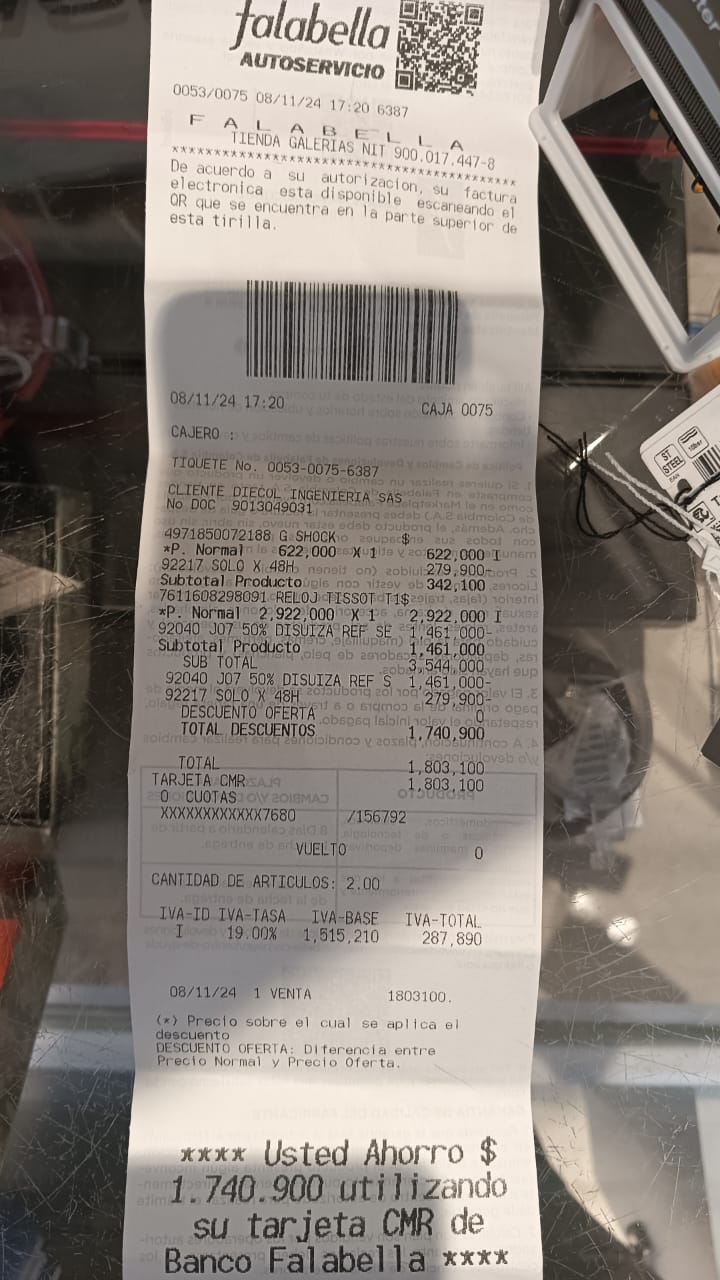 falabella
AUTOSERVICIO
0053/0075 08/11/24 17:20 6387
F A L A B E L L A
TIENDA GALERIAS NIT 900.017.447-8
De acuerdo a su autorizacion, su factura
electronica esta disponible escaneando el
QR que se encuentra en la parte superior de
esta tirilla.
08/11/24 17:20 CAJA 0075
CAJERO :
TIQUETE No. 0053-0075-6387
CLIENTE DIECOL INGENIERIA SAS
No DOC 9013049031
4971850072188 G SHOCK $
*P. Normal 622,000 X 1 622,000 I
92217 SOLO X 48H 279,900-
Subtotal Producto 342,100
7611608298091 RELOJ TISSOT T1$
*P. Normal 2,922,000 X 1 2,922,000 I
92040 J07 50% DISUIZA REF SE 1,461,000-
Subtotal Producto 1,461,000
SUB TOTAL 3,544,000
92040 J07 50% DISUIZA REF S 1,461,000-
92217 SOLO X 48H 279,900-
DESCUENTO OFERTA 0
TOTAL DESCUENTOS 1,740,900
TOTAL 1,803,100
TARJETA CMR 1,803,100
0 CUOTAS
XXXXXXXXXXXX7680 /156792
VUELTO 0
CANTIDAD DE ARTICULOS: 2.00
IVA-ID IVA-TASA IVA-BASE IVA-TOTAL
I 19.00% 1,515,210 287,890
08/11/24 1 VENTA 1803100.
(*) Precio sobre el cual se aplica el
descuento
DESCUENTO OFERTA: Diferencia entre
Precio Normal y Precio Oferta.
**** Usted Ahorro $
1.740.900 utilizando
su tarjeta CMR de
Banco Falabella ****
ST
STEEL
10bar